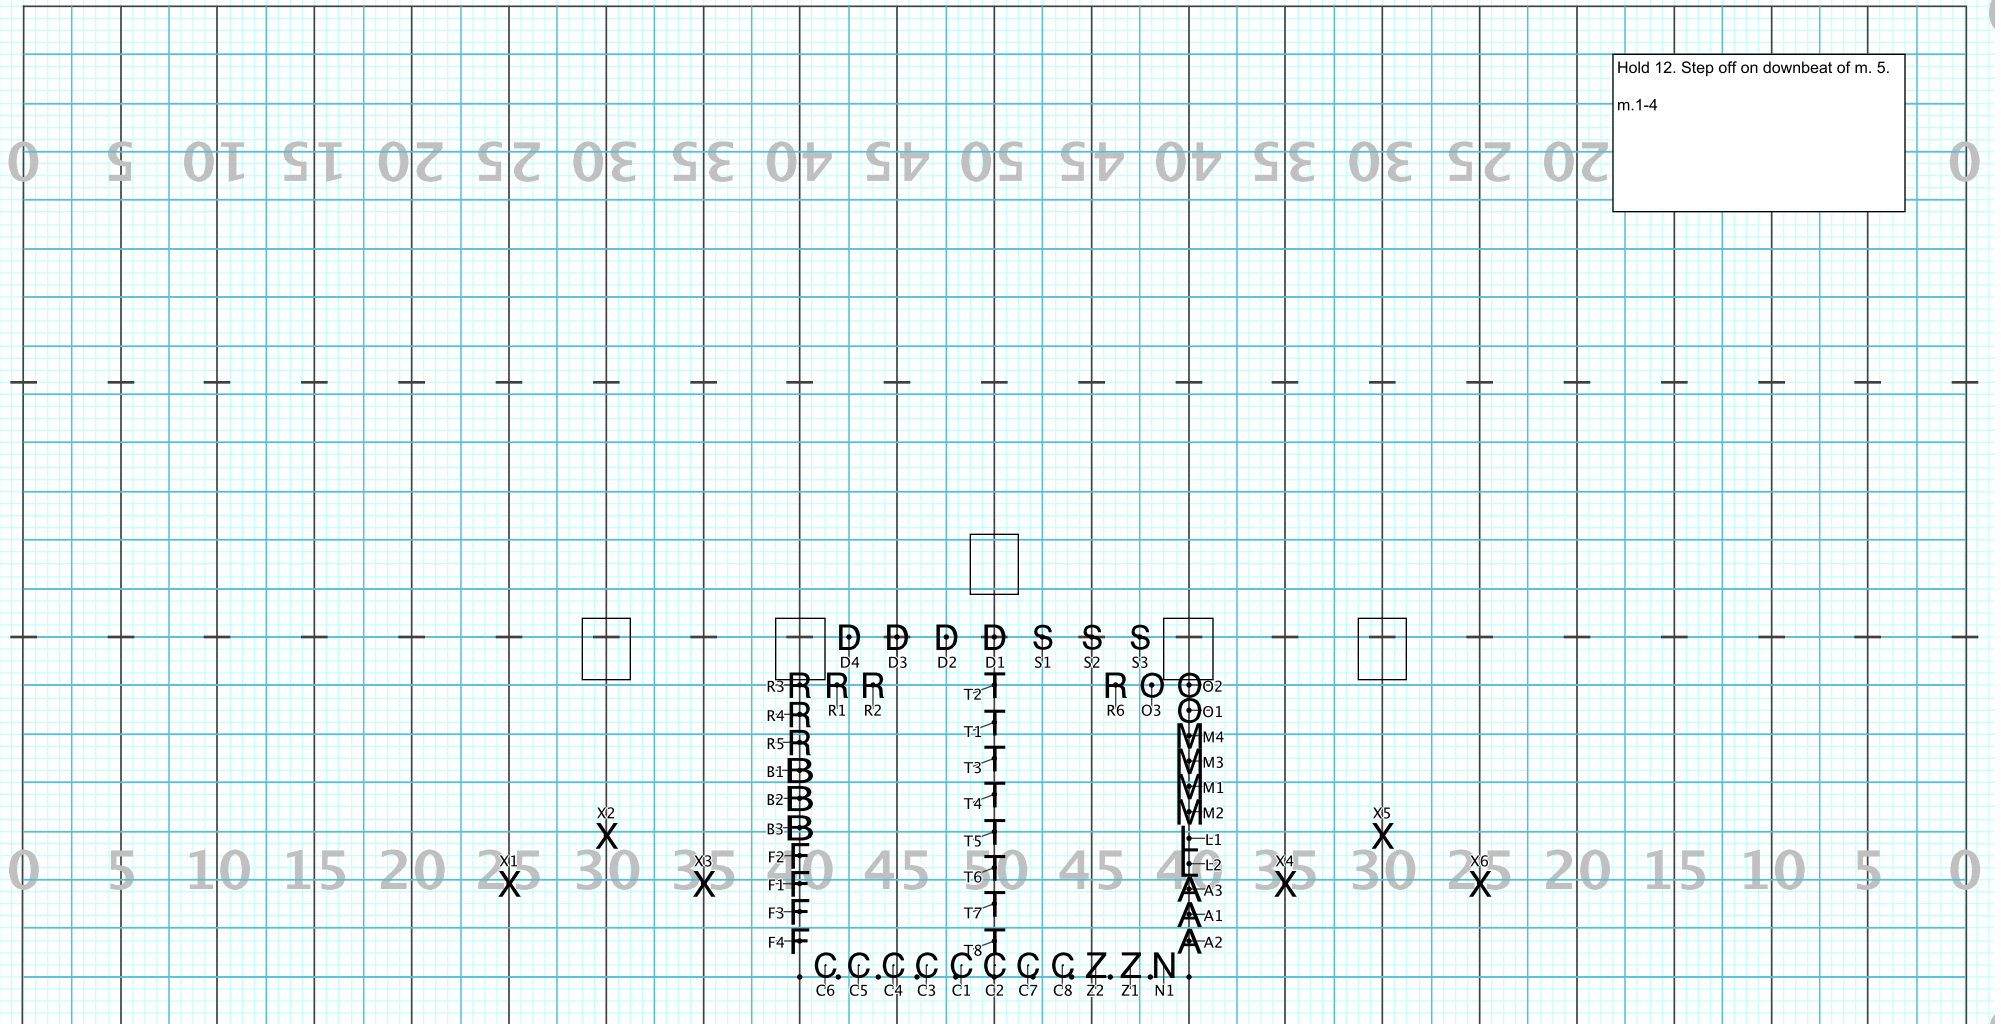 Hold 12. Step off on downbeat of m. 5.
m.1-4
0 5 10 15 20 25 30 35 40 45 50 45 40 35 30 25 20 0
D D D D S S S
D4 D3 D2 D1 S1 S2 S3
R3 R R R T2 T R O O O2
R1 R2 R6 O3
R4 R T1 T O O1
R5 R T3 T M M4
B1 B M M3
B2 B T4 T M M1
X2 B3 B T5 T M M2 X5
X L L1 X
X1 X3 F2 F T6 T L L2 X4 X6
0 5 10 15 20 25 30 35 40 45 50 45 40 35 30 25 20 15 10 5 0
X X F1 F A A3 X X
F3 F T7 T A A1
F4 F T8 T A A2
C C C C C C C C Z Z N
C6 C5 C4 C3 C1 C2 C7 C8 Z2 Z1 N1